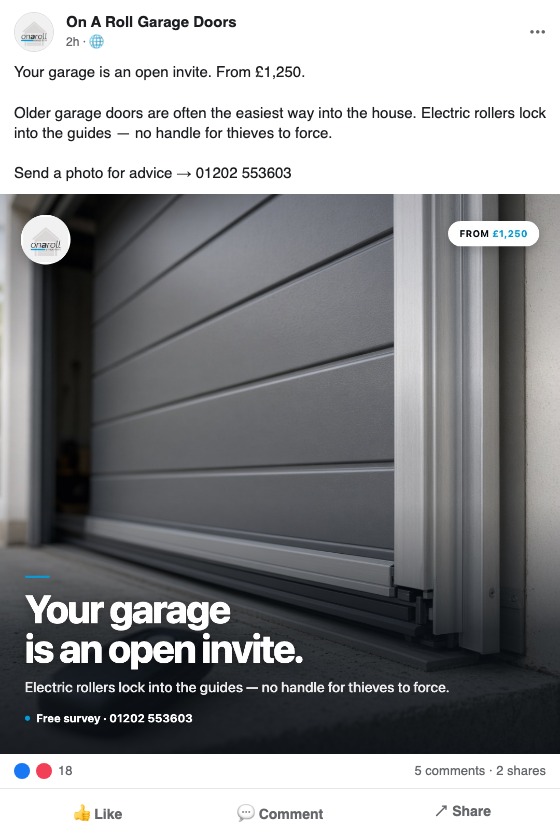 On A Roll Garage Doors
2h ·
Your garage is an open invite. From £1,250.
Older garage doors are often the easiest way into the house. Electric rollers lock
into the guides — no handle for thieves to force.
Send a photo for advice → 01202 553603
onaroll
onaroll
FROM £1,250
Your garage
is an open invite.
Electric rollers lock into the guides — no handle for thieves to force.
Free survey · 01202 553603
18
5 comments · 2 shares
Like
Comment
Share